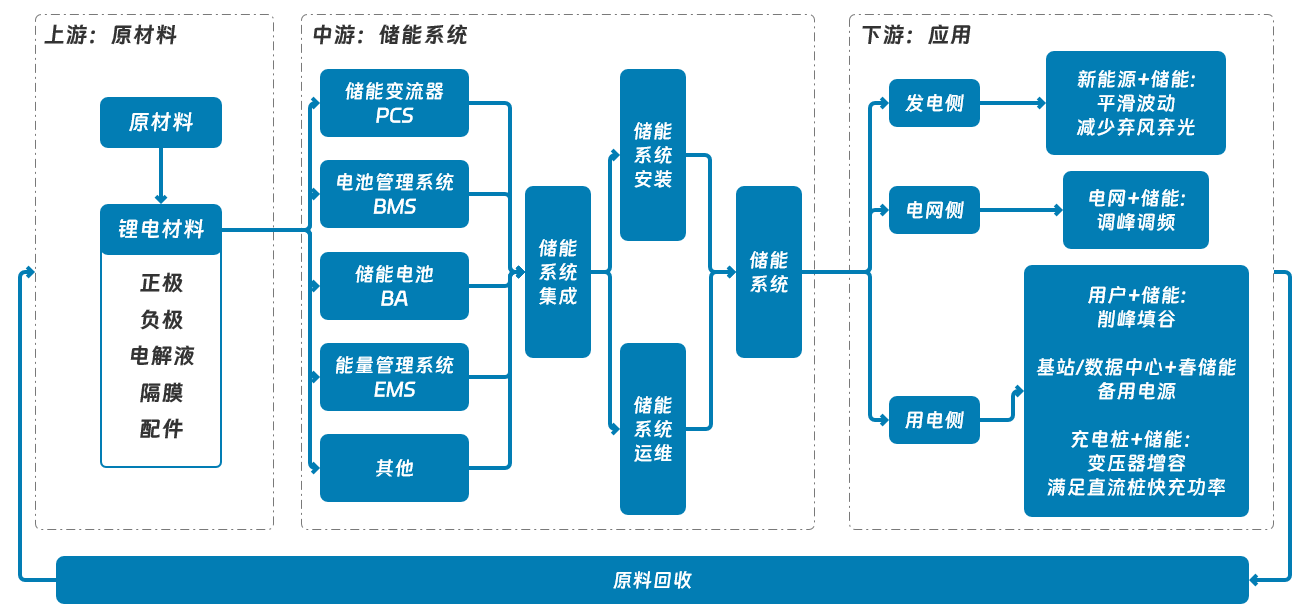 上游：原材料
原材料
锂电材料
正极
负极
电解液
隔膜
配件
中游：储能系统
储能变流器
PCS
电池管理系统
BMS
储能电池
BA
能量管理系统
EMS
其他
储能
系统
集成
储能
系统
安装
储能
系统
运维
储能
系统
下游：应用
发电侧
新能源+储能:
平滑波动
减少弃风弃光
电网侧
电网+储能:
调峰调频
用电侧
用户+储能:
削峰填谷
基站/数据中心+春储能
备用电源
充电桩+储能:
变压器增容
满足直流桩快充功率
原料回收